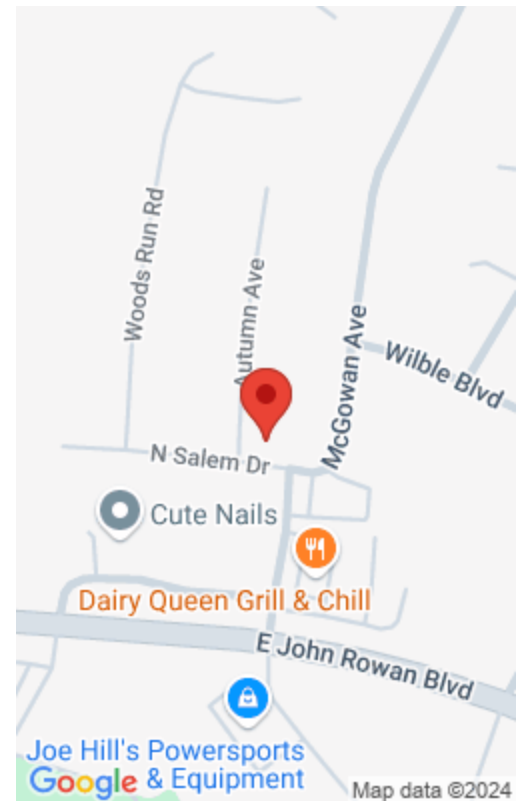 Woods Run Rd
Autumn Ave
McGowan Ave
Wilble Blvd
N Salem Dr
Cute Nails
Dairy Queen Grill & Chill
E John Rowan Blvd
Joe Hill's Powersports
& Equipment
Google
Map data ©2024